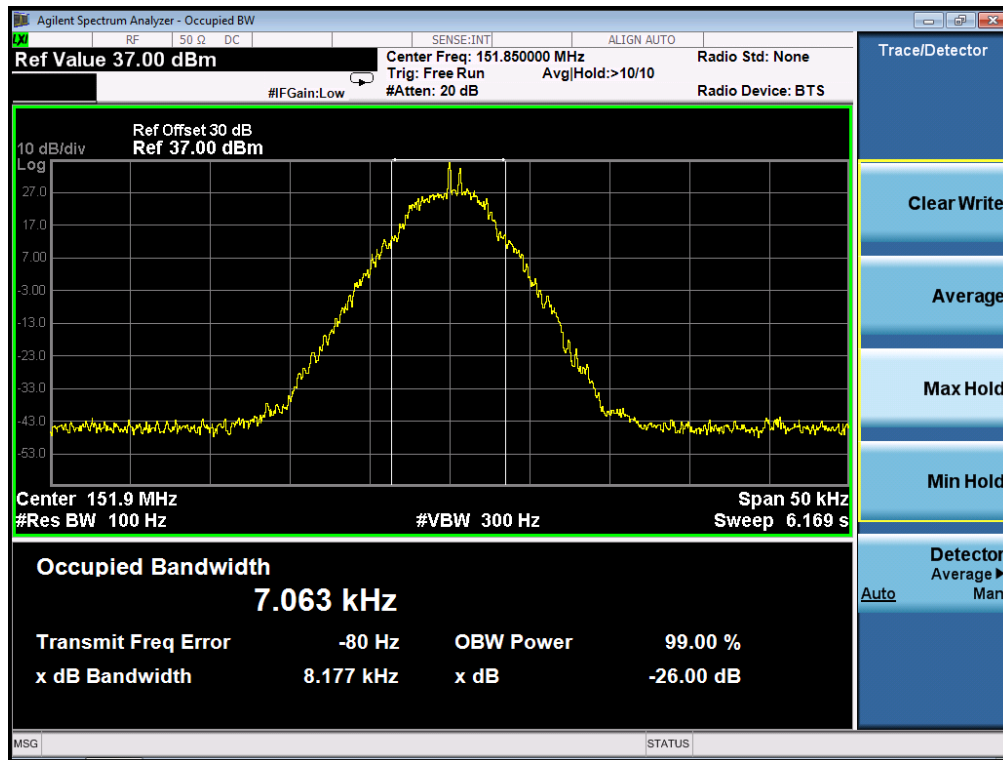 Agilent Spectrum Analyzer - Occupied BW
LXI RF 50 Ω DC SENSE:INT ALIGN AUTO
Ref Value 37.00 dBm
Center Freq: 151.850000 MHz Radio Std: None
Trig: Free Run Avg|Hold:>10/10
#IFGain:Low #Atten: 20 dB Radio Device: BTS
Ref Offset 30 dB
10 dB/div Ref 37.00 dBm
Log
27.0
17.0
7.00
-3.00
-13.0
-23.0
-33.0
-43.0
-53.0
Center 151.9 MHz Span 50 kHz
#Res BW 100 Hz #VBW 300 Hz Sweep 6.169 s
Occupied Bandwidth
7.063 kHz
Transmit Freq Error -80 Hz OBW Power 99.00 %
x dB Bandwidth 8.177 kHz x dB -26.00 dB
MSG STATUS
Trace/Detector
Clear Write
Average
Max Hold
Min Hold
Detector
Average
Auto Man